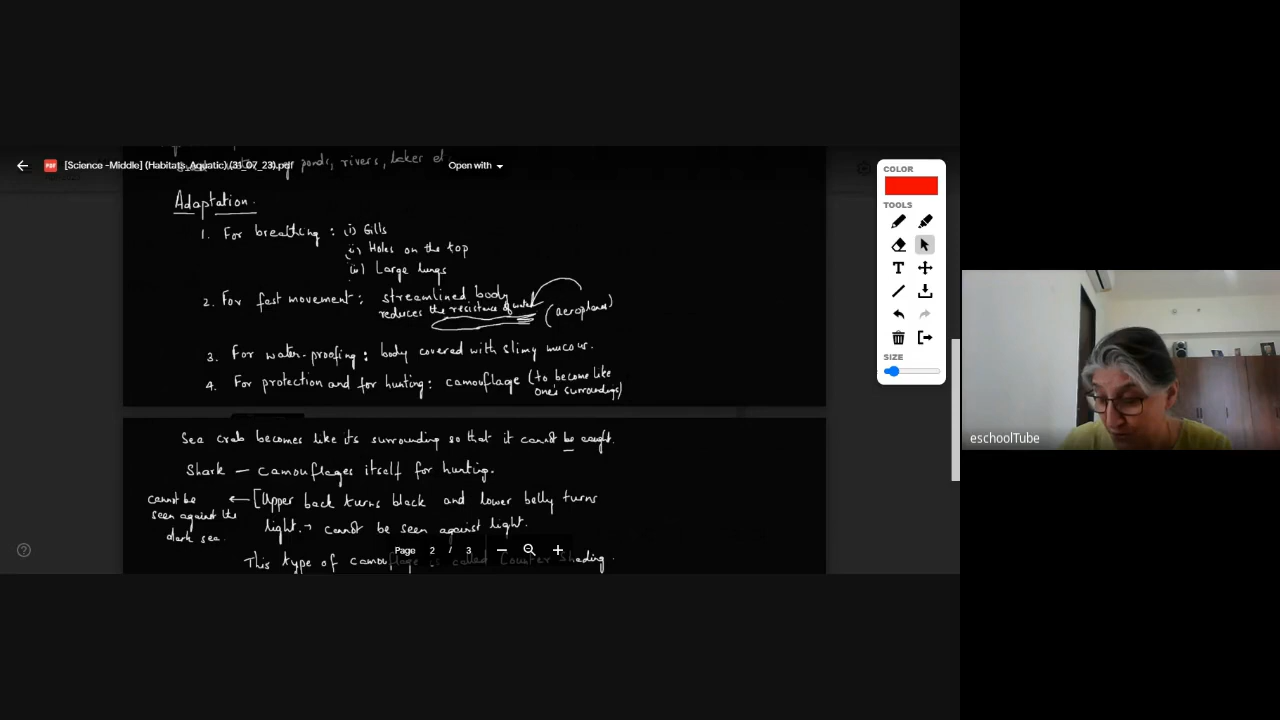 [Science -Middle] (Habitats_Aquatic) (31_07_23).pdf
Open with
ponds, rivers, lakes
Adaptation.
1. For breathing : (i) Gills
(ii) Holes on the top
(iii) Large lungs
2. For fast movement : streamlined body
reduces the resistance of water
(aeroplanes)
3. For water-proofing : body covered with slimy mucous.
4. For protection and for hunting : camouflage (to become like
one's surroundings)
Sea crab becomes like its surrounding so that it cannot be caught.
Shark — camouflages itself for hunting.
cannot be
seen against the
dark sea.
← [Upper back turns black and lower belly turns
light. → cannot be seen against light.
This type of camouflage is called Counter Shading.
Page 2 / 3
COLOR
TOOLS
T
SIZE
eschoolTube